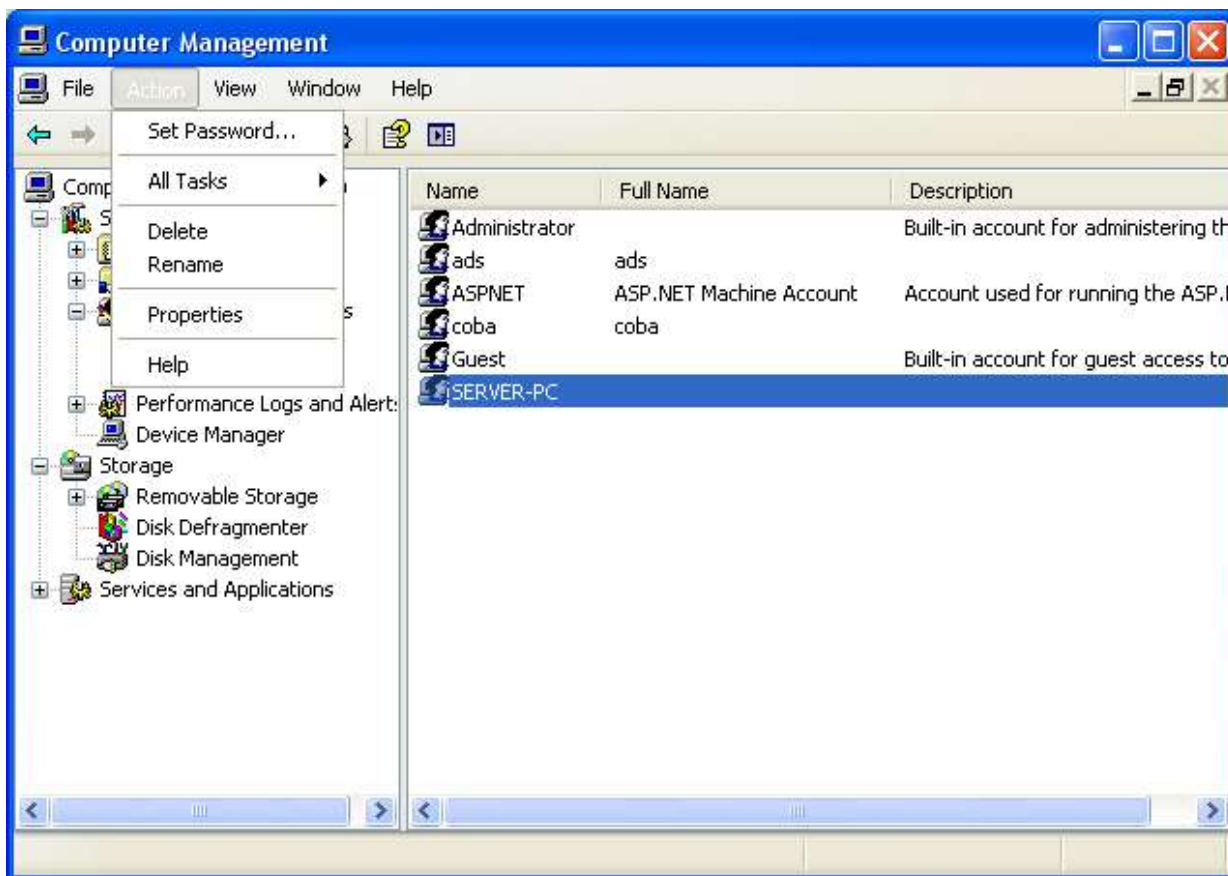 Computer Management
File Action View Window Help
Set Password...
All Tasks
Delete
Rename
Properties
Help
Comp
S
s
Performance Logs and Alert
Device Manager
Storage
Removable Storage
Disk Defragmenter
Disk Management
Services and Applications
Name Full Name Description
Administrator Built-in account for administering th
ads ads
ASPNET ASP.NET Machine Account Account used for running the ASP.
coba coba
Guest Built-in account for guest access to
SERVER-PC